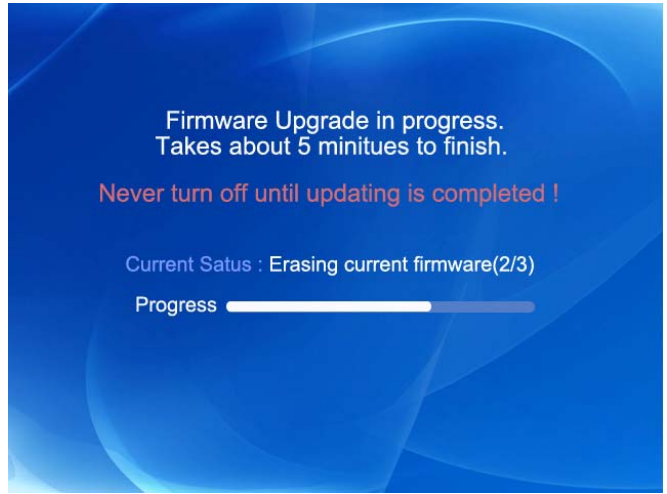 Firmware Upgrade in progress.
Takes about 5 minitues to finish.
Never turn off until updating is completed !
Current Satus : Erasing current firmware(2/3)
Progress